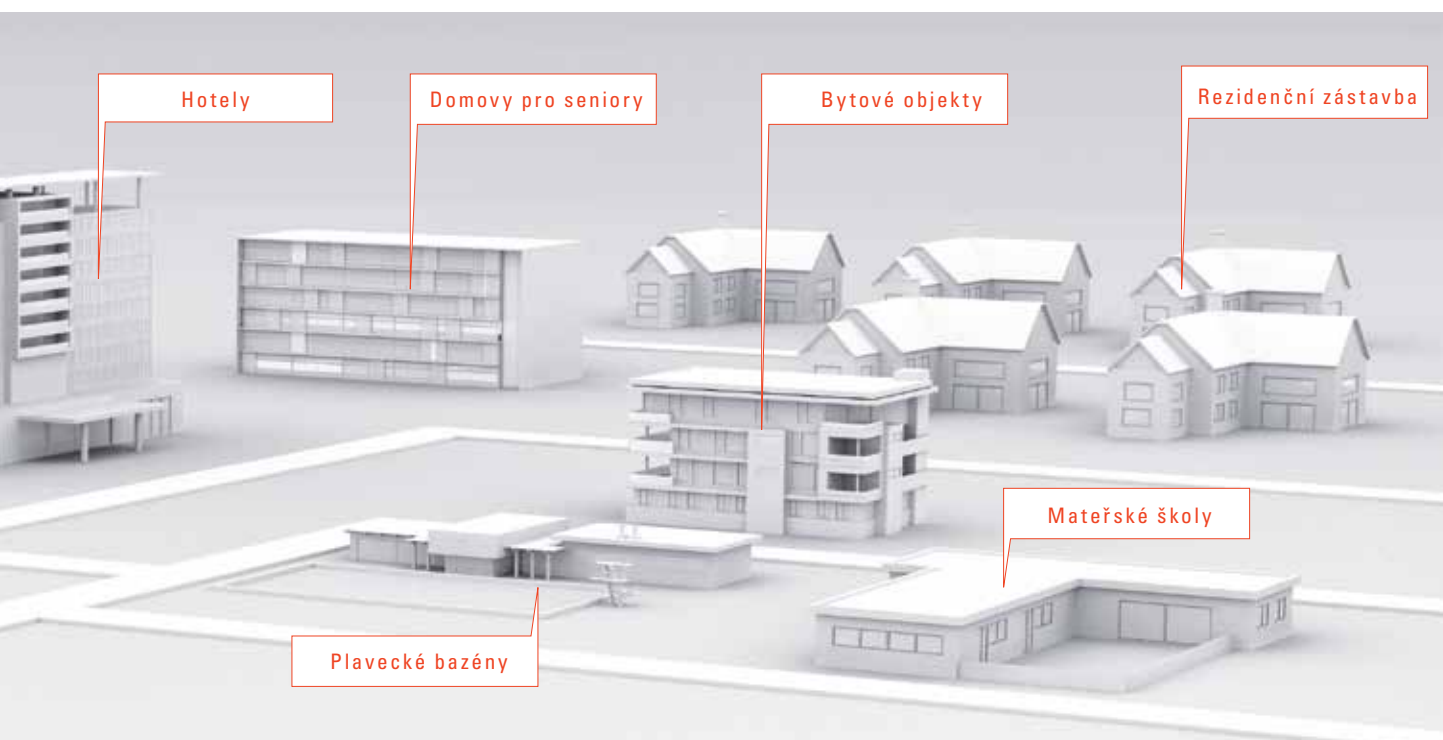 Hotely
Domovy pro seniory
Bytové objekty
Rezidenční zástavba
Mateřské školy
Plavecké bazény